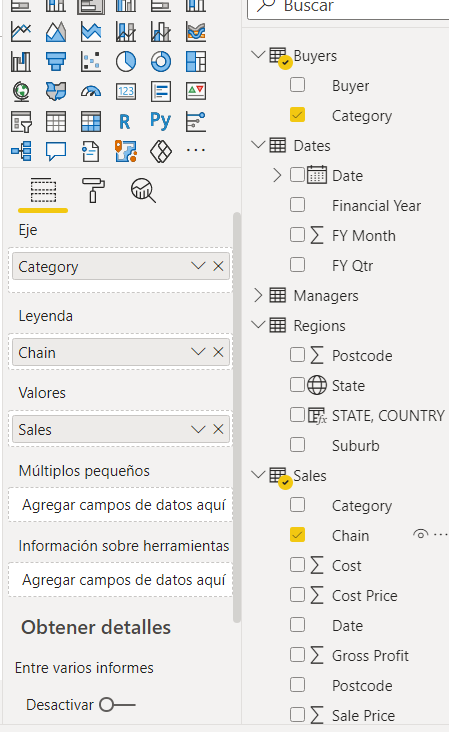 Buscar
123
R
Py
Eje
Category
Leyenda
Chain
Valores
Sales
Múltiplos pequeños
Agregar campos de datos aquí
Información sobre herramientas
Agregar campos de datos aquí
Obtener detalles
Entre varios informes
Desactivar
Buyers
Buyer
Category
Dates
Date
Financial Year
∑ FY Month
FY Qtr
Managers
Regions
∑ Postcode
State
STATE, COUNTRY
Suburb
Sales
Category
Chain
∑ Cost
∑ Cost Price
Date
∑ Gross Profit
Postcode
∑ Sale Price